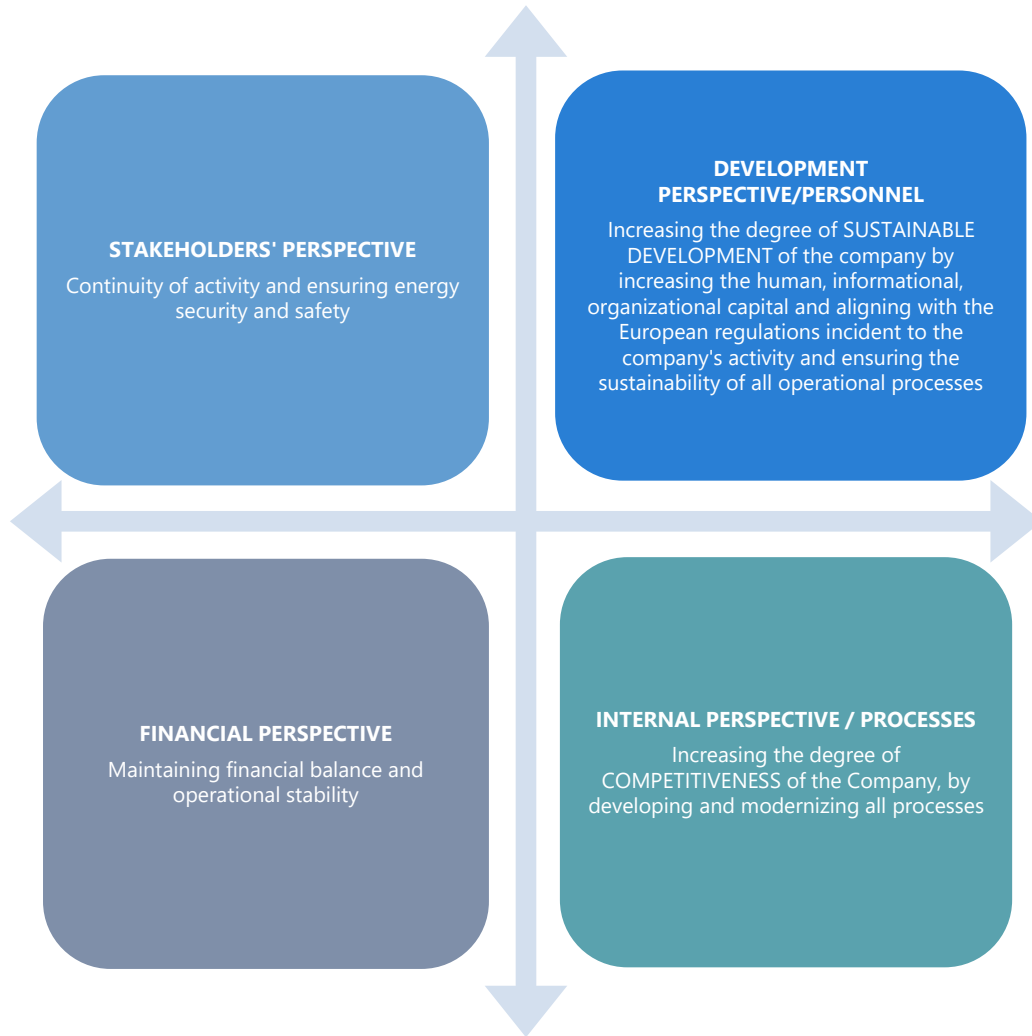 STAKEHOLDERS' PERSPECTIVE
Continuity of activity and ensuring energy
security and safety
DEVELOPMENT
PERSPECTIVE/PERSONNEL
Increasing the degree of SUSTAINABLE
DEVELOPMENT of the company by
increasing the human, informational,
organizational capital and aligning with the
European regulations incident to the
company's activity and ensuring the
sustainability of all operational processes
FINANCIAL PERSPECTIVE
Maintaining financial balance and
operational stability
INTERNAL PERSPECTIVE / PROCESSES
Increasing the degree of
COMPETITIVENESS of the Company, by
developing and modernizing all processes